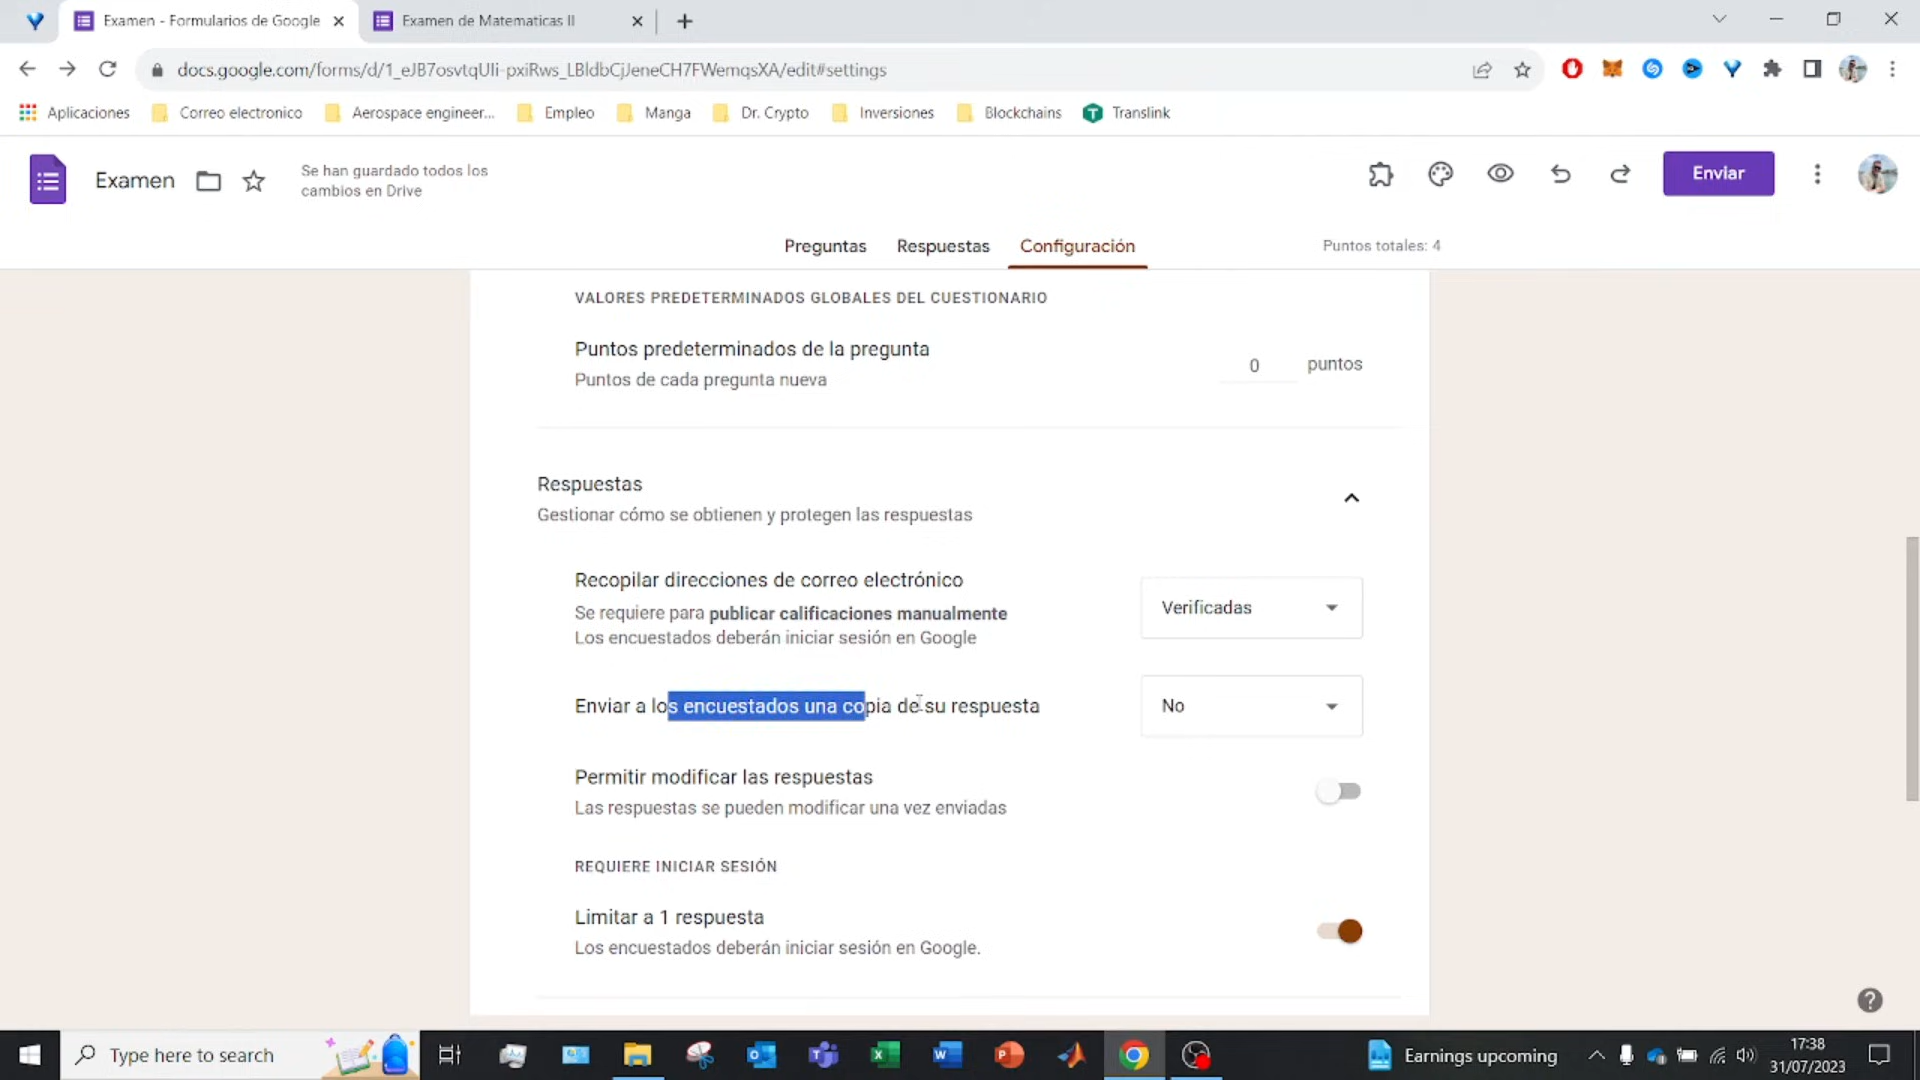 Examen - Formularios de Google
Examen de Matematicas II
docs.google.com/forms/d/1_eJB7osvtqUIi-pxiRws_LBldbCjJeneCH7FWemqsXA/edit#settings
Aplicaciones
Correo electronico
Aerospace engineer...
Empleo
Manga
Dr. Crypto
Inversiones
Blockchains
Translink
Examen
Se han guardado todos los
cambios en Drive
Enviar
Preguntas
Respuestas
Configuración
Puntos totales: 4
VALORES PREDETERMINADOS GLOBALES DEL CUESTIONARIO
Puntos predeterminados de la pregunta
Puntos de cada pregunta nueva
0 puntos
Respuestas
Gestionar cómo se obtienen y protegen las respuestas
Recopilar direcciones de correo electrónico
Se requiere para publicar calificaciones manualmente
Los encuestados deberán iniciar sesión en Google
Verificadas
Enviar a los encuestados una copia de su respuesta
No
Permitir modificar las respuestas
Las respuestas se pueden modificar una vez enviadas
REQUIERE INICIAR SESIÓN
Limitar a 1 respuesta
Los encuestados deberán iniciar sesión en Google.
Type here to search
Earnings upcoming
17:38
31/07/2023